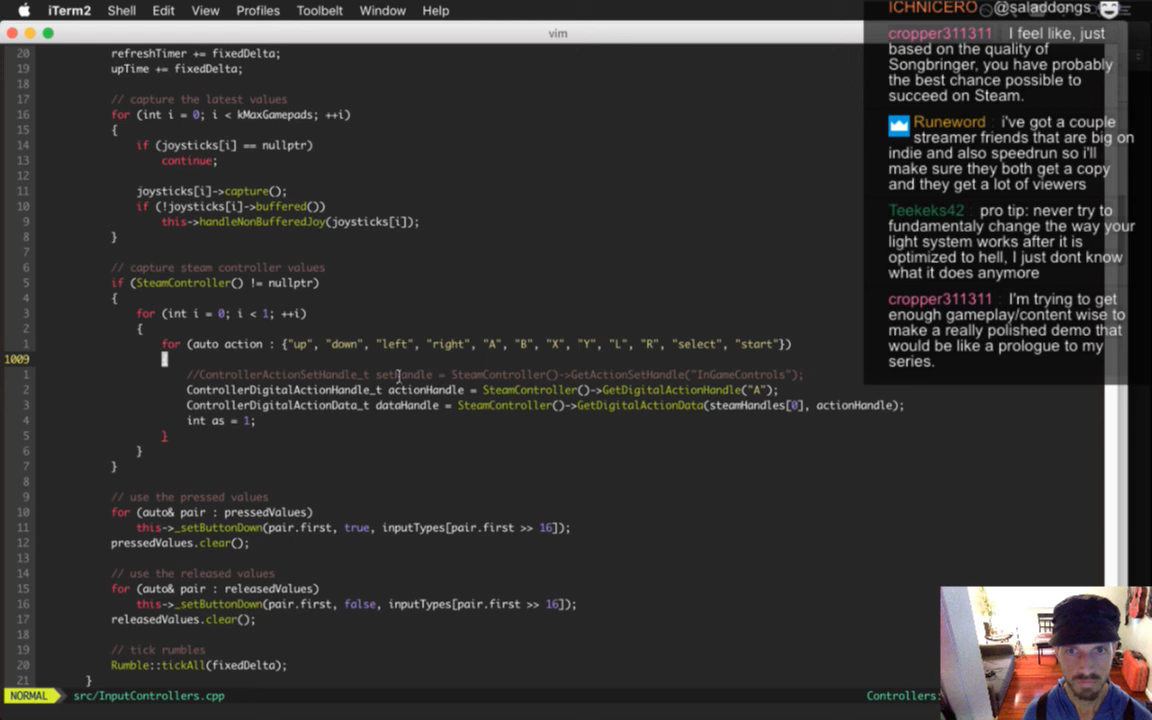 iTerm2 Shell Edit View Profiles Toolbelt Window Help
vim
20 refreshTimer += fixedDelta;
19 upTime += fixedDelta;
18
17 // capture the latest values
16 for (int i = 0; i < kMaxGamepads; ++i)
15 {
14 if (joysticks[i] == nullptr)
13 continue;
12
11 joysticks[i]->capture();
10 if (!joysticks[i]->buffered())
9 this->handleNonBufferedJoy(joysticks[i]);
8 }
7
6 // capture steam controller values
5 if (SteamController() != nullptr)
4 {
3 for (int i = 0; i < 1; ++i)
2 {
1 for (auto action : {"up", "down", "left", "right", "A", "B", "X", "Y", "L", "R", "select", "start"})
1009 {
1 //ControllerActionSetHandle_t setHandle = SteamController()->GetActionSetHandle("InGameControls");
2 ControllerDigitalActionHandle_t actionHandle = SteamController()->GetDigitalActionHandle("A");
3 ControllerDigitalActionData_t dataHandle = SteamController()->GetDigitalActionData(steamHandles[0], actionHandle);
4 int as = 1;
5 }
6 }
7 }
8
9 // use the pressed values
10 for (auto& pair : pressedValues)
11 this->_setButtonDown(pair.first, true, inputTypes[pair.first >> 16]);
12 pressedValues.clear();
13
14 // use the released values
15 for (auto& pair : releasedValues)
16 this->_setButtonDown(pair.first, false, inputTypes[pair.first >> 16]);
17 releasedValues.clear();
18
19 // tick rumbles
20 Rumble::tickAll(fixedDelta);
21 }
NORMAL src/InputControllers.cpp Controllers:
ICHNICERO @saladdongs
cropper311311 I feel like, just
based on the quality of
Songbringer, you have probably
the best chance possible to
succeed on Steam.
Runeword : i've got a couple
streamer friends that are big on
indie and also speedrun so i'll
make sure they both get a copy
and they get a lot of viewers
Teekeks42 : pro tip: never try to
fundamentaly change the way your
light system works after it is
optimized to hell, I just dont know
what it does anymore
cropper311311 I'm trying to get
enough gameplay/content wise to
make a really polished demo that
would be like a prologue to my
series.